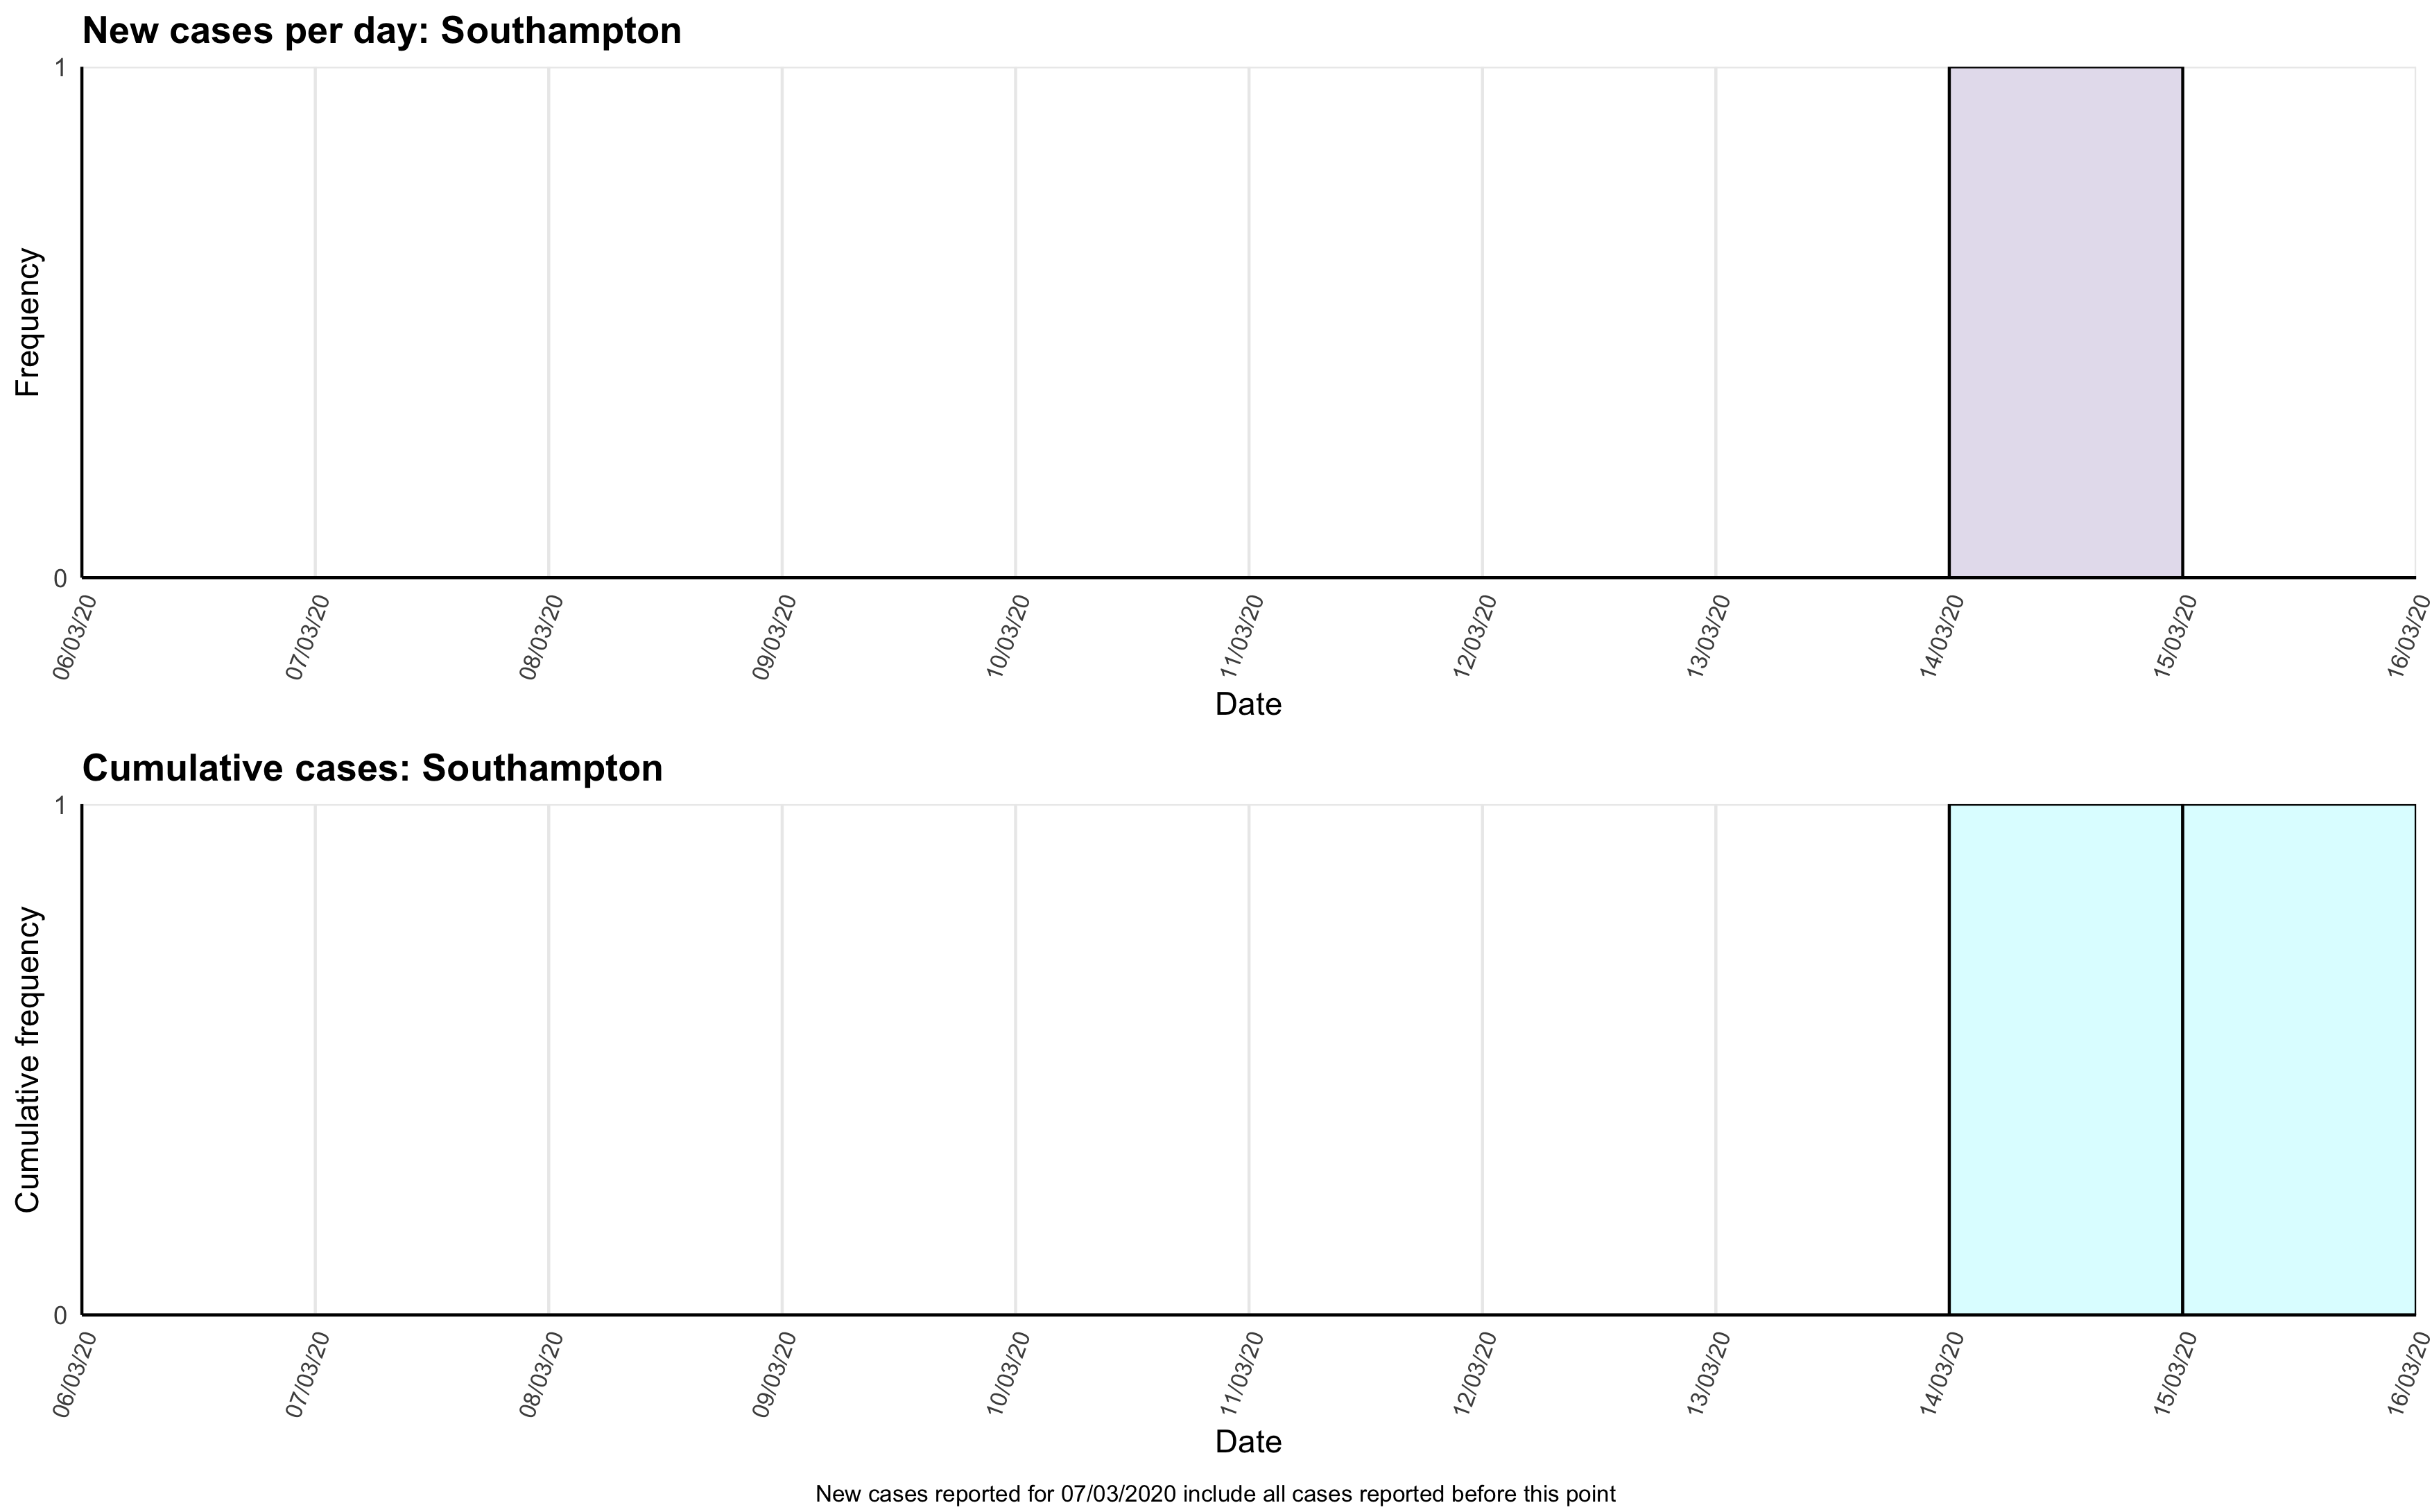 New cases per day: Southampton
1
Frequency
0
06/03/20 07/03/20 08/03/20 09/03/20 10/03/20 11/03/20 12/03/20 13/03/20 14/03/20 15/03/20 16/03/20
Date
Cumulative cases: Southampton
1
Cumulative frequency
0
06/03/20 07/03/20 08/03/20 09/03/20 10/03/20 11/03/20 12/03/20 13/03/20 14/03/20 15/03/20 16/03/20
Date
New cases reported for 07/03/2020 include all cases reported before this point